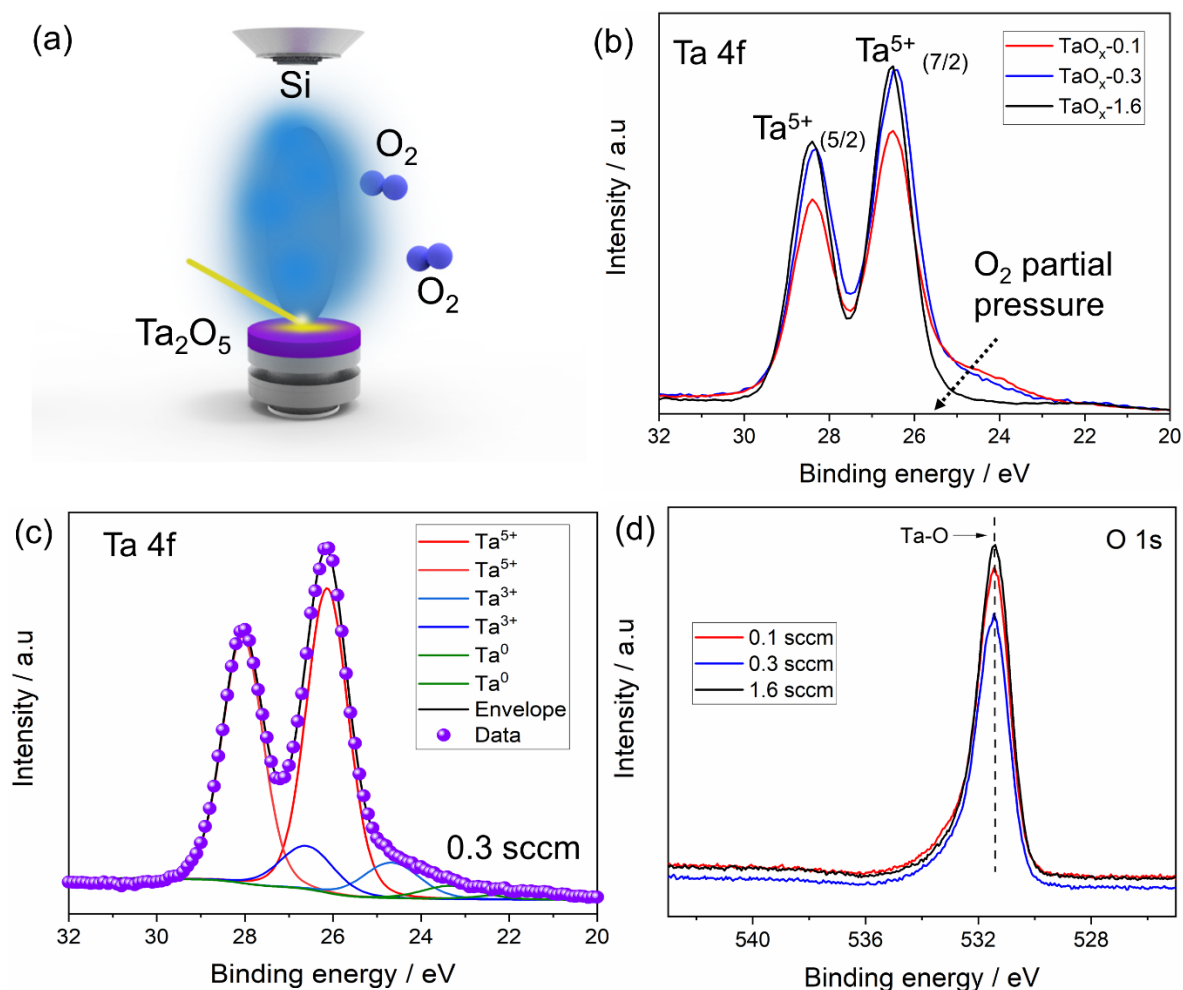 (a)
Si
O₂
O₂
Ta₂O₅
(b)
Ta 4f
Ta⁵⁺ (7/2)
Ta⁵⁺ (5/2)
TaOₓ-0.1
TaOₓ-0.3
TaOₓ-1.6
O₂ partial
pressure
Intensity / a.u
32 30 28 26 24 22 20
Binding energy / eV
(c)
Ta 4f
Ta⁵⁺
Ta⁵⁺
Ta³⁺
Ta³⁺
Ta⁰
Ta⁰
Envelope
Data
0.3 sccm
Intensity / a.u
32 30 28 26 24 22 20
Binding energy / eV
(d)
Ta-O
O 1s
0.1 sccm
0.3 sccm
1.6 sccm
Intensity / a.u
540 536 532 528
Binding energy / eV